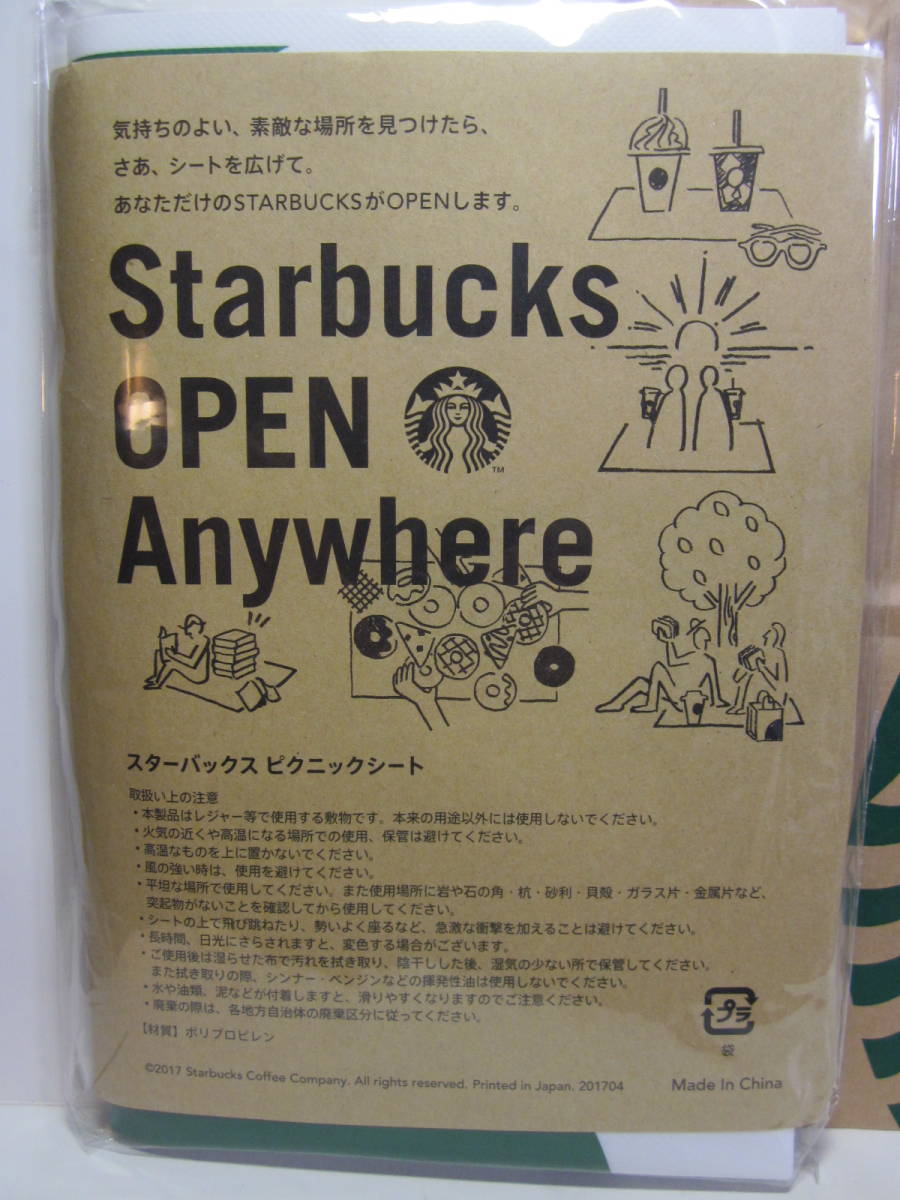 気持ちのよい、素敵な場所を見つけたら、
さあ、シートを広げて。
あなただけのSTARBUCKSがOPENします。
Starbucks
OPEN
TM
Anywhere
スターバックス ピクニックシート
取扱い上の注意
・本製品はレジャー等で使用する敷物です。本来の用途以外には使用しないでください。
・火気の近くや高温になる場所での使用、保管は避けてください。
・高温なものを上に置かないでください。
・風の強い時は、使用を避けてください。
・平坦な場所で使用してください。また使用場所に岩や石の角・杭・砂利・貝殻・ガラス片・金属片など、
突起物がないことを確認してから使用してください。
・シートの上で飛び跳ねたり、勢いよく座るなど、急激な衝撃を加えることは避けてください。
・長時間、日光にさらされますと、変色する場合がございます。
・ご使用後は湿らせた布で汚れを拭き取り、陰干しした後、湿気の少ない所で保管してください。
また拭き取りの際、シンナー・ベンジンなどの揮発性油は使用しないでください。
・水や油類、泥などが付着しますと、滑りやすくなりますのでご注意ください。
・廃棄の際は、各地方自治体の廃棄区分に従ってください。
【材質】ポリプロピレン
プラ
袋
©2017 Starbucks Coffee Company. All rights reserved. Printed in Japan. 201704
Made In China